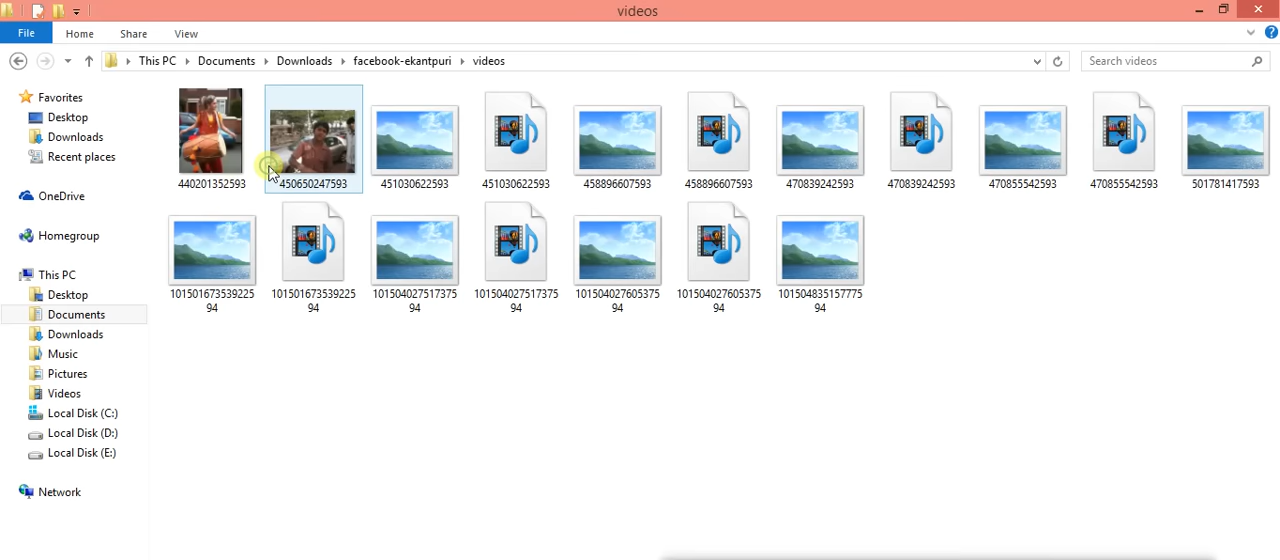 videos
File Home Share View
This PC Documents Downloads facebook-ekantpuri videos Search videos
Favorites
Desktop
Downloads
Recent places
OneDrive
Homegroup
This PC
Desktop
Documents
Downloads
Music
Pictures
Videos
Local Disk (C:)
Local Disk (D:)
Local Disk (E:)
Network
440201352593 450650247593 451030622593 451030622593 458896607593 458896607593 470839242593 470839242593 470855542593 470855542593 501781417593
101501673539225 101501673539225 101504027517375 101504027517375 101504027605375 101504027605375 101504835157775
94 94 94 94 94 94 94